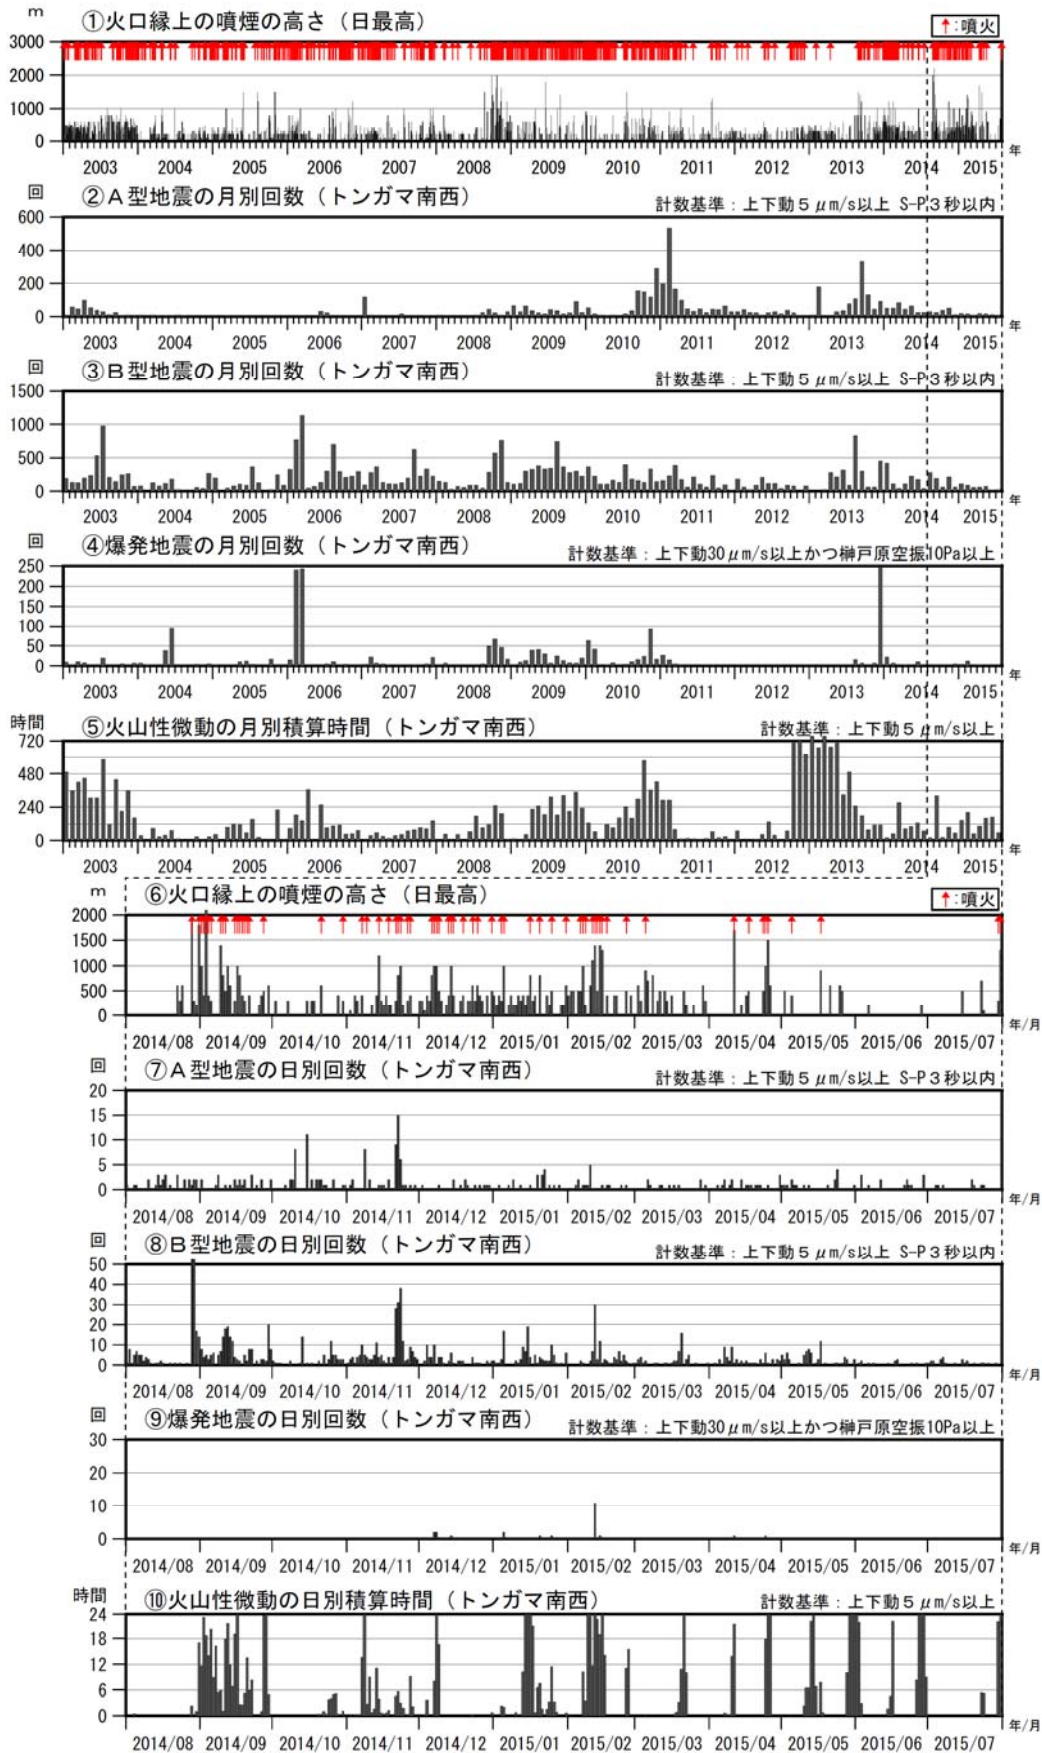 m ①火口縁上の噴煙の高さ（日最高） ↑:噴火
3000
2000
1000
0
2003 2004 2005 2006 2007 2008 2009 2010 2011 2012 2013 2014 2015 年
回 ②A型地震の月別回数（トンガマ南西） 計数基準：上下動5μm/s以上 S-P3秒以内
600
400
200
0
2003 2004 2005 2006 2007 2008 2009 2010 2011 2012 2013 2014 2015 年
回 ③B型地震の月別回数（トンガマ南西） 計数基準：上下動5μm/s以上 S-P3秒以内
1500
1000
500
0
2003 2004 2005 2006 2007 2008 2009 2010 2011 2012 2013 2014 2015 年
回 ④爆発地震の月別回数（トンガマ南西） 計数基準：上下動30μm/s以上かつ榊戸原空振10Pa以上
250
200
150
100
50
0
2003 2004 2005 2006 2007 2008 2009 2010 2011 2012 2013 2014 2015 年
時間 ⑤火山性微動の月別積算時間（トンガマ南西） 計数基準：上下動5μm/s以上
720
480
240
0
2003 2004 2005 2006 2007 2008 2009 2010 2011 2012 2013 2014 2015 年
m ⑥火口縁上の噴煙の高さ（日最高） ↑:噴火
2000
1500
1000
500
0
2014/08 2014/09 2014/10 2014/11 2014/12 2015/01 2015/02 2015/03 2015/04 2015/05 2015/06 2015/07 年/月
回 ⑦A型地震の日別回数（トンガマ南西） 計数基準：上下動5μm/s以上 S-P3秒以内
20
15
10
5
0
2014/08 2014/09 2014/10 2014/11 2014/12 2015/01 2015/02 2015/03 2015/04 2015/05 2015/06 2015/07 年/月
回 ⑧B型地震の日別回数（トンガマ南西） 計数基準：上下動5μm/s以上 S-P3秒以内
50
40
30
20
10
0
2014/08 2014/09 2014/10 2014/11 2014/12 2015/01 2015/02 2015/03 2015/04 2015/05 2015/06 2015/07 年/月
回 ⑨爆発地震の日別回数（トンガマ南西） 計数基準：上下動30μm/s以上かつ榊戸原空振10Pa以上
30
20
10
0
2014/08 2014/09 2014/10 2014/11 2014/12 2015/01 2015/02 2015/03 2015/04 2015/05 2015/06 2015/07 年/月
時間 ⑩火山性微動の日別積算時間（トンガマ南西） 計数基準：上下動5μm/s以上
24
18
12
6
0
2014/08 2014/09 2014/10 2014/11 2014/12 2015/01 2015/02 2015/03 2015/04 2015/05 2015/06 2015/07 年/月